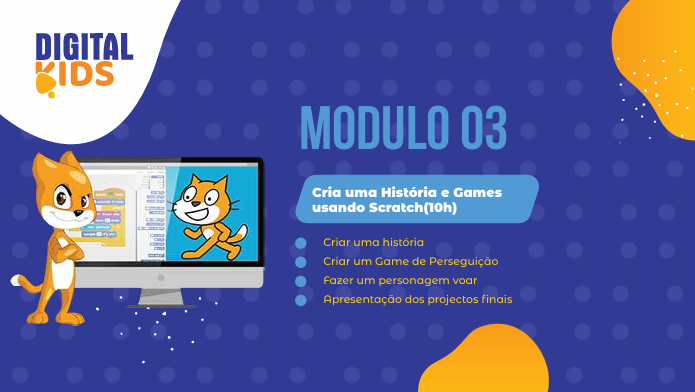 DIGITAL
KIDS
MODULO 03
Cria uma História e Games
usando Scratch(10h)
Criar uma história
Criar um Game de Perseguição
Fazer um personagem voar
Apresentação dos projectos finais